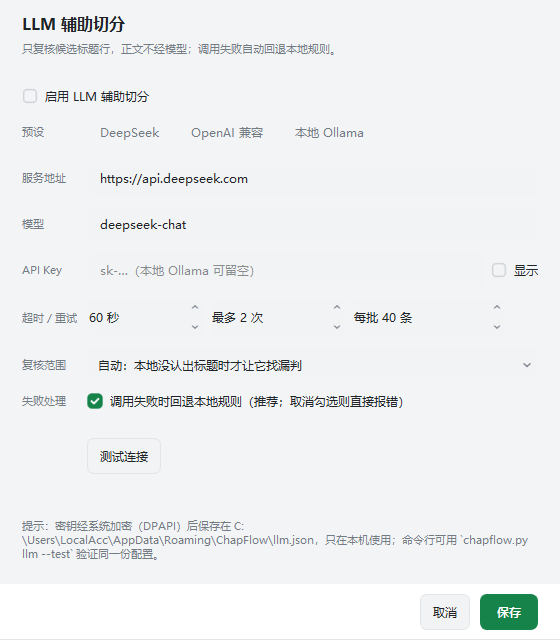 LLM 辅助切分
只复核候选标题行，正文不经模型；调用失败自动回退本地规则。
启用 LLM 辅助切分
预设 DeepSeek OpenAI 兼容 本地 Ollama
服务地址 https://api.deepseek.com
模型 deepseek-chat
API Key sk-...（本地 Ollama 可留空） 显示
超时 / 重试 60 秒 最多 2 次 每批 40 条
复核范围 自动：本地没认出标题时才让它找漏判
失败处理 调用失败时回退本地规则（推荐；取消勾选则直接报错）
测试连接
提示：密钥经系统加密（DPAPI）后保存在 C:
\Users\LocalAcc\AppData\Roaming\ChapFlow\llm.json，只在本机使用；命令行可用 `chapflow.py
llm --test` 验证同一份配置。
取消 保存